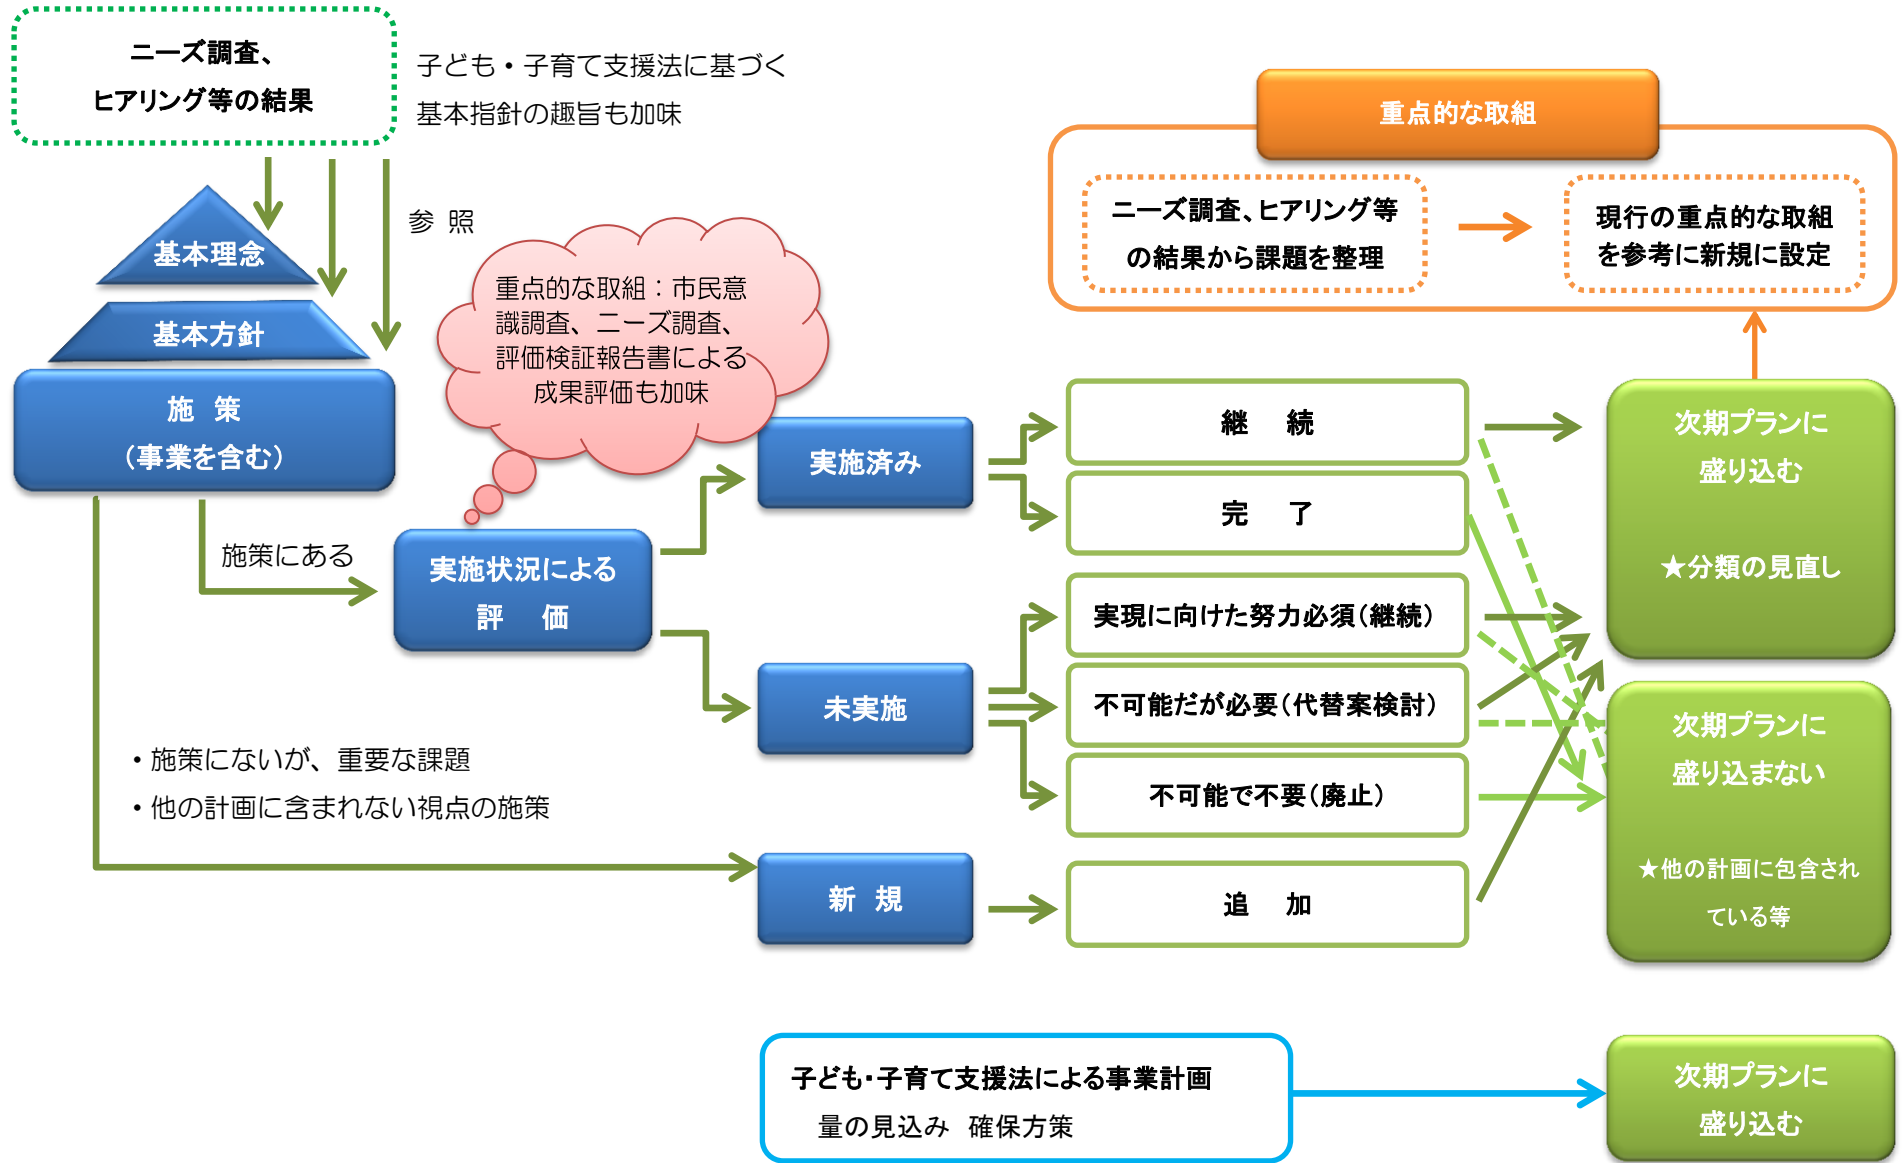 ニーズ調査、
ヒアリング等の結果
子ども・子育て支援法に基づく
基本指針の趣旨も加味
参 照
基本理念
基本方針
施 策
（事業を含む）
重点的な取組：市民意
識調査、ニーズ調査、
評価検証報告書による
成果評価も加味
重点的な取組
ニーズ調査、ヒアリング等
の結果から課題を整理
現行の重点的な取組
を参考に新規に設定
施策にある
実施状況による
評 価
・施策にないが、重要な課題
・他の計画に含まれない視点の施策
実施済み
未実施
新 規
継 続
完 了
実現に向けた努力必須（継続）
不可能だが必要（代替案検討）
不可能で不要（廃止）
追 加
次期プランに
盛り込む
★分類の見直し
次期プランに
盛り込まない
★他の計画に包含され
ている等
子ども・子育て支援法による事業計画
量の見込み 確保方策
次期プランに
盛り込む